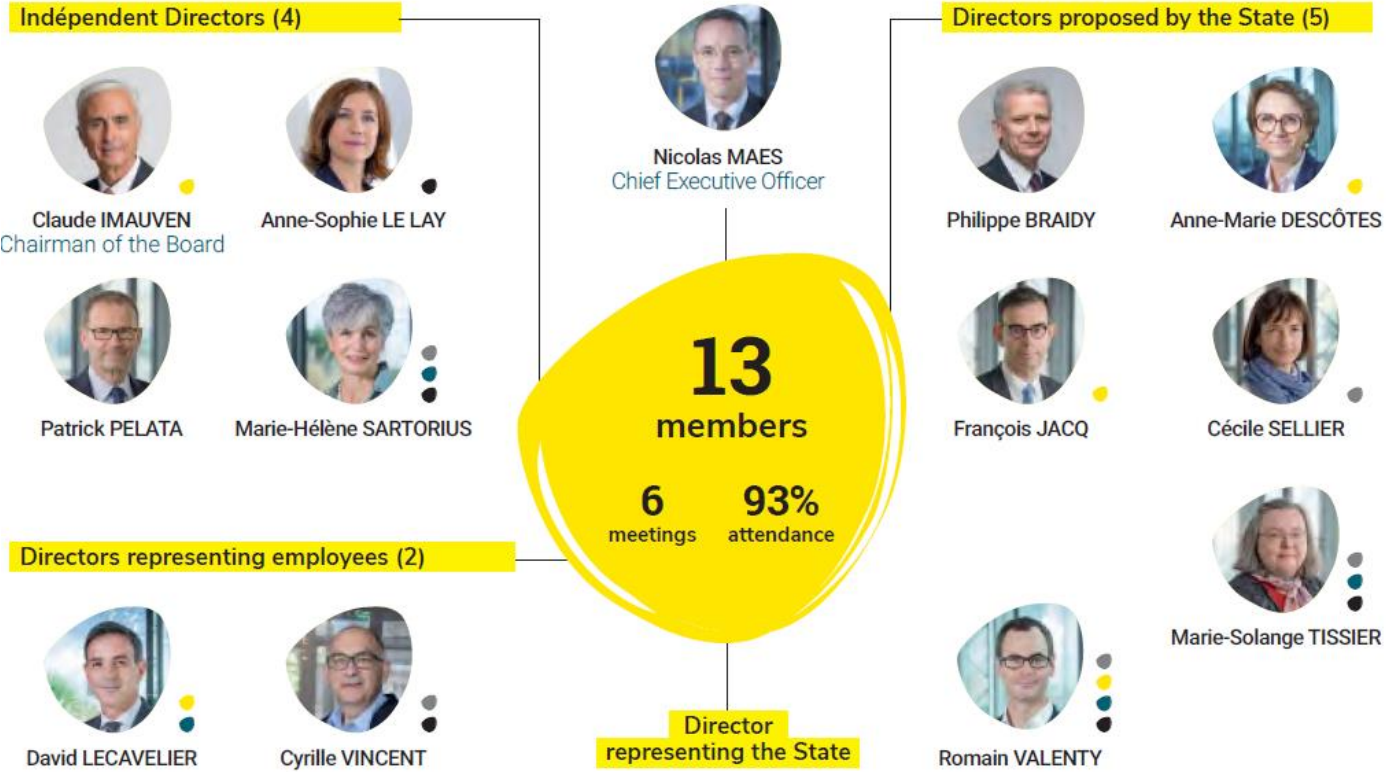 Indépendent Directors (4)
Claude IMAUVEN
Chairman of the Board
Anne-Sophie LE LAY
Patrick PELATA
Marie-Hélène SARTORIUS
Directors representing employees (2)
David LECAVELIER
Cyrille VINCENT
Nicolas MAES
Chief Executive Officer
13
members
6
meetings
93%
attendance
Director
representing the State
Romain VALENTY
Directors proposed by the State (5)
Philippe BRAIDY
Anne-Marie DESCÔTES
François JACQ
Cécile SELLIER
Marie-Solange TISSIER